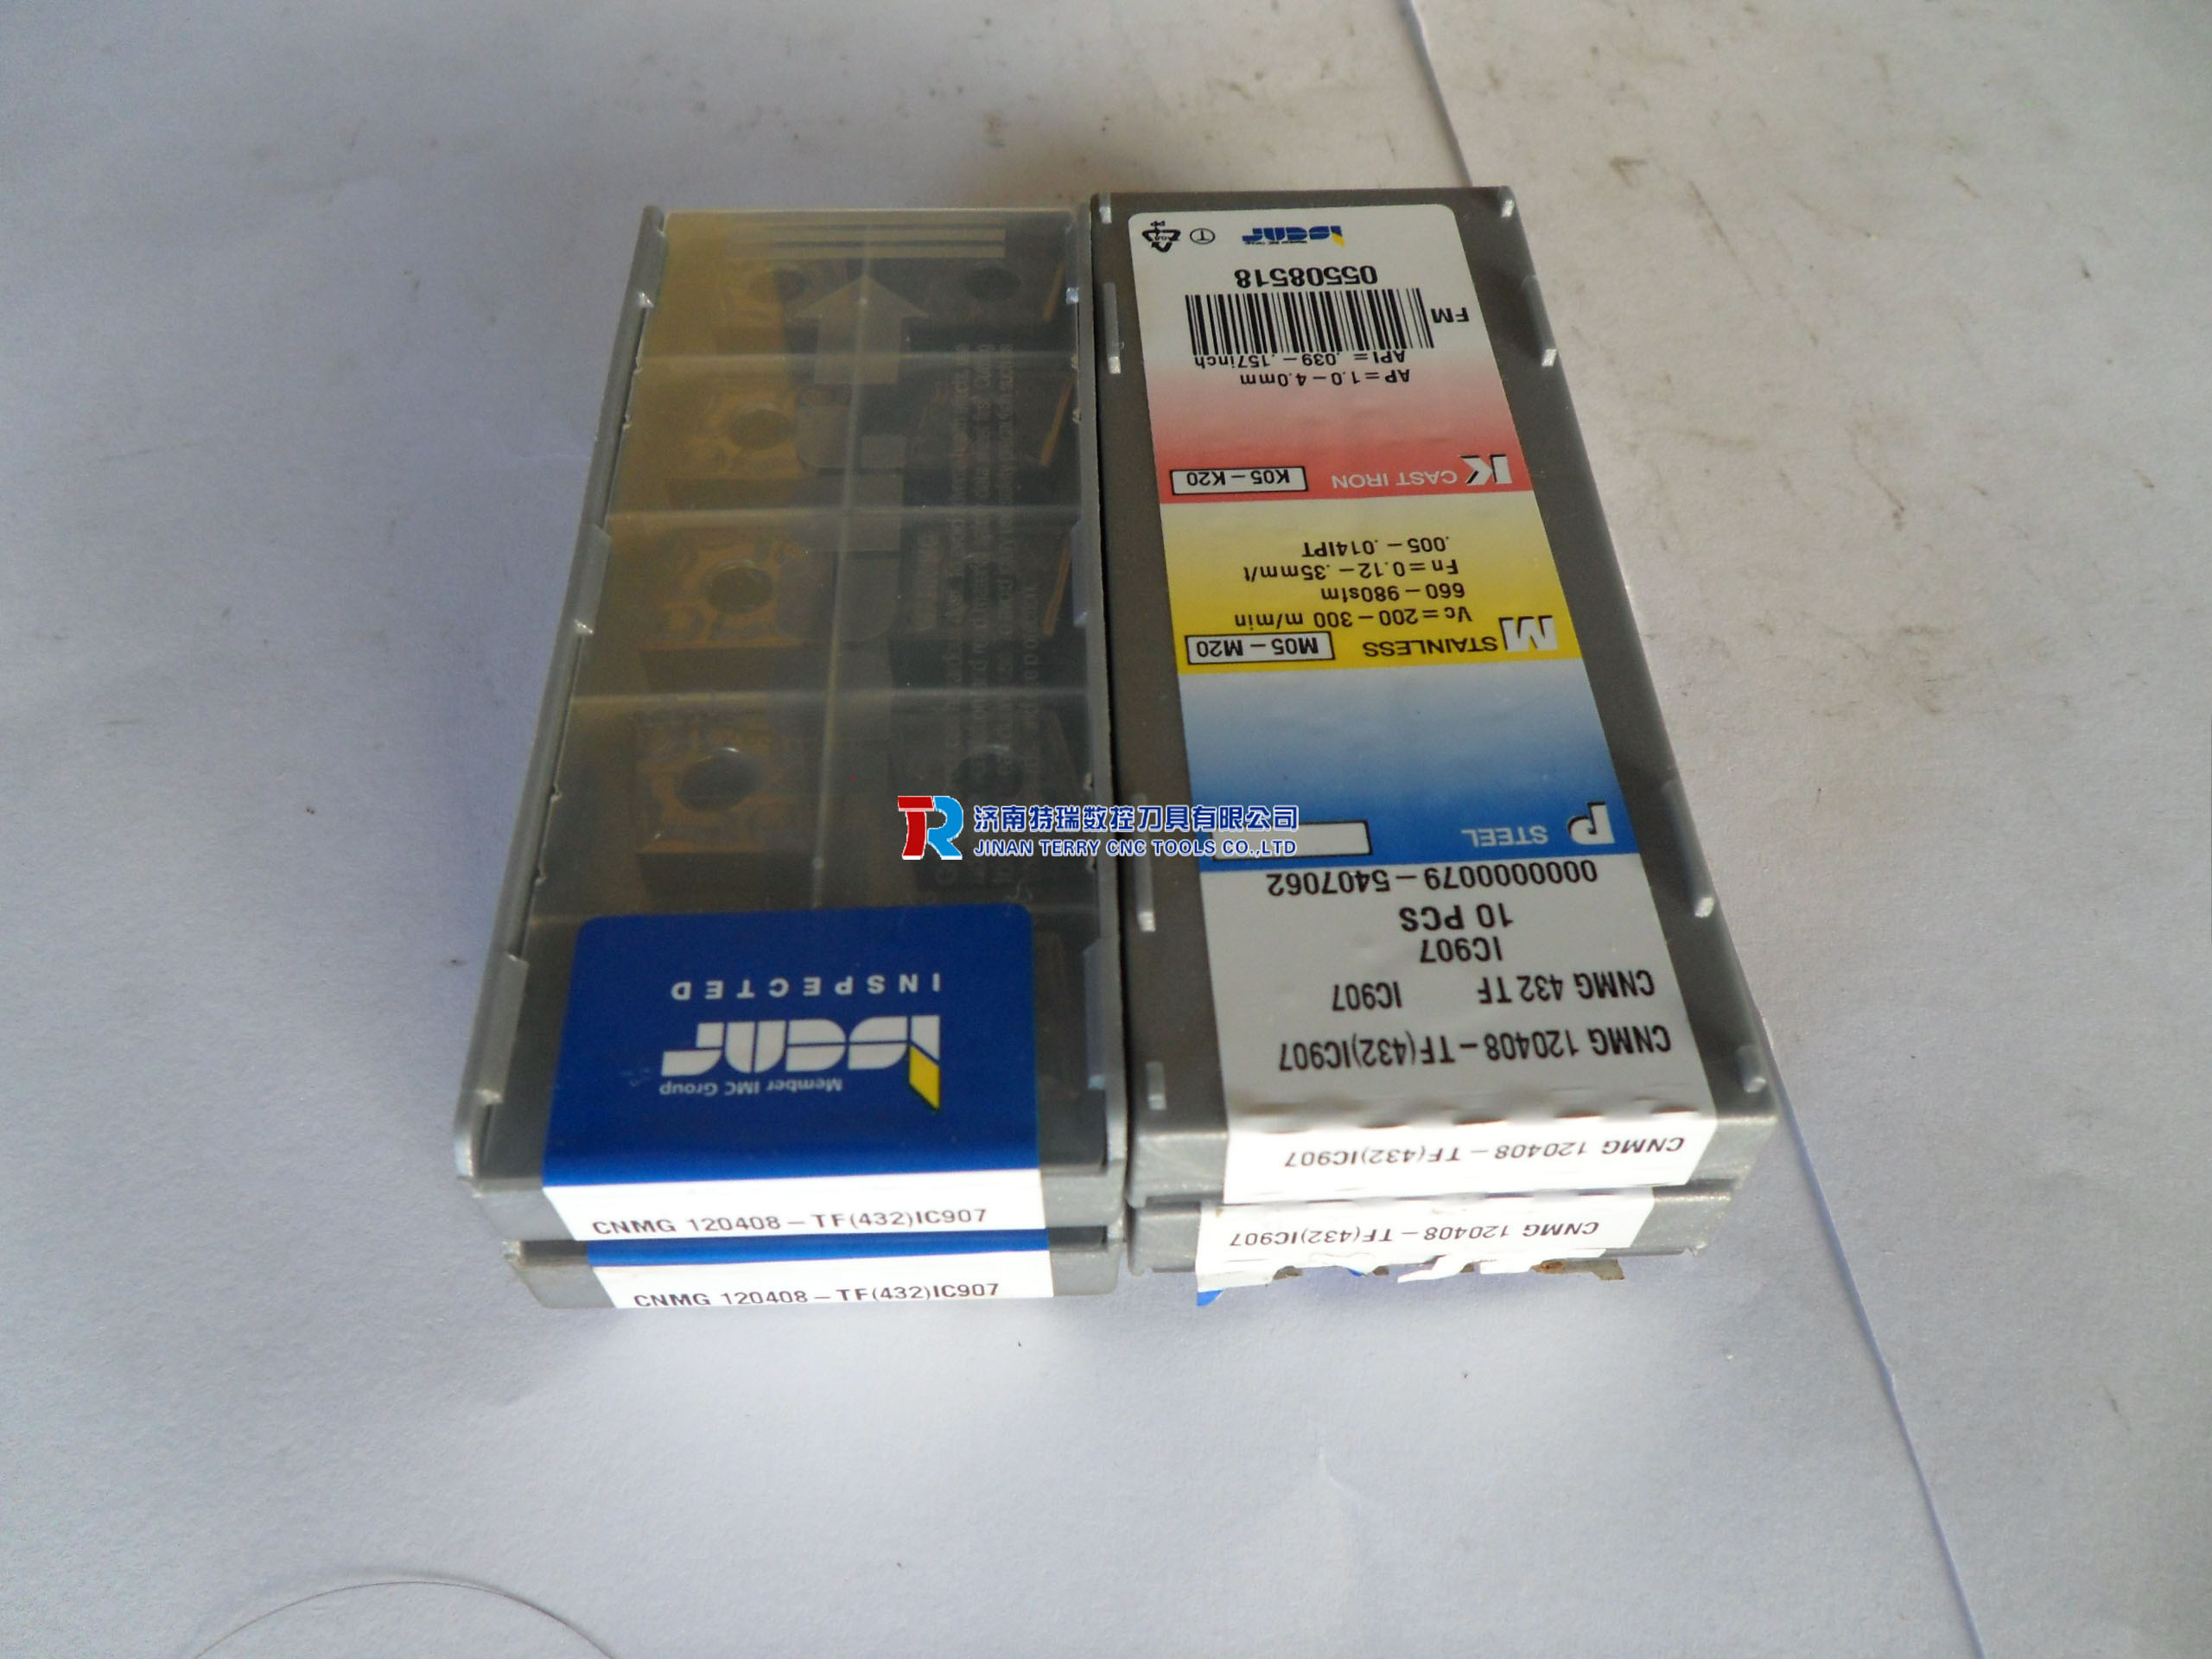 iscar
Member IMC Group
05508518
FM
API = .039 – .157inch
AP = 1.0 – 4.0mm
K CAST IRON K05 – K20
.005 – .014IPT
Fn = 0.12 – .35mm/t
660 – 980sfm
Vc = 200 – 300 m/min
M STAINLESS M05 – M20
P STEEL
000000079 – 5407062
10 PCS
IC907
CNMG 432 TF IC907
CNMG 120408 – TF(432)IC907
CNMG 120408 – TF(432)IC907
CNMG 120408 – TF(432)IC907
Member IMC Group
iscar
INSPECTED
CNMG 120408 – TF(432)IC907
CNMG 120408 – TF(432)IC907
TR 济南特瑞数控刀具有限公司
JINAN TERRY CNC TOOLS CO.,LTD